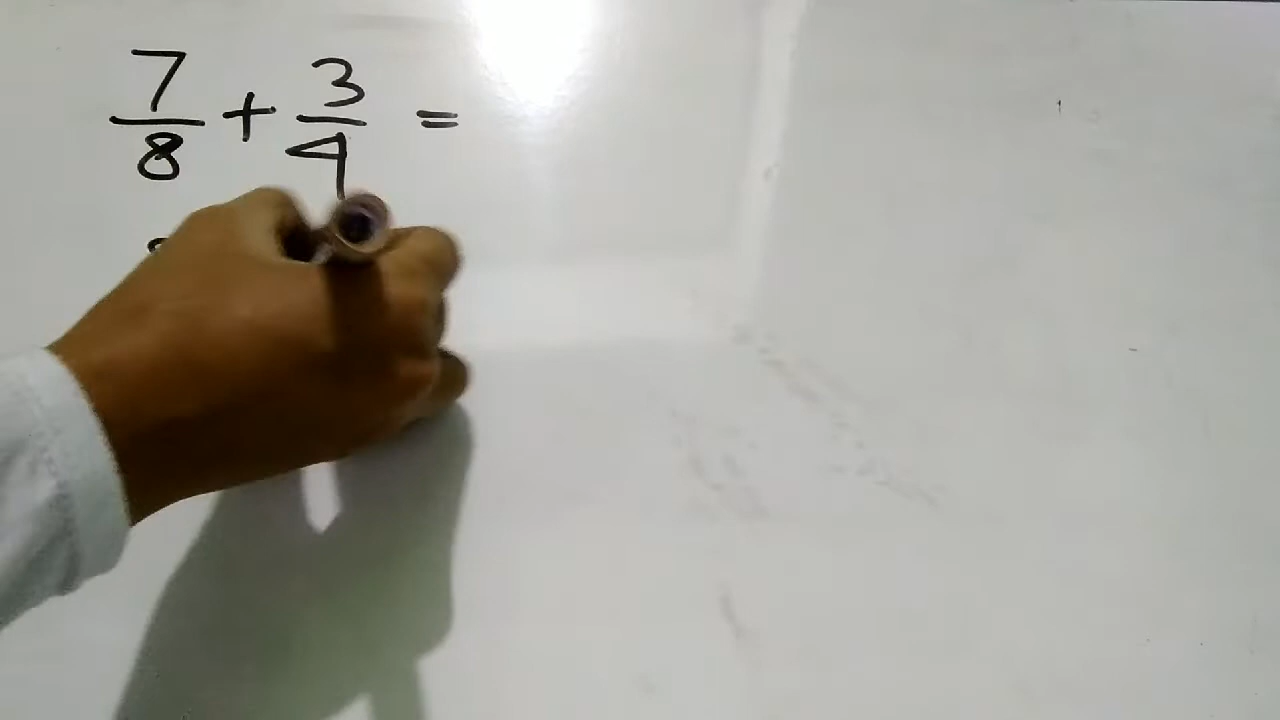 7/8 + 3/4 =